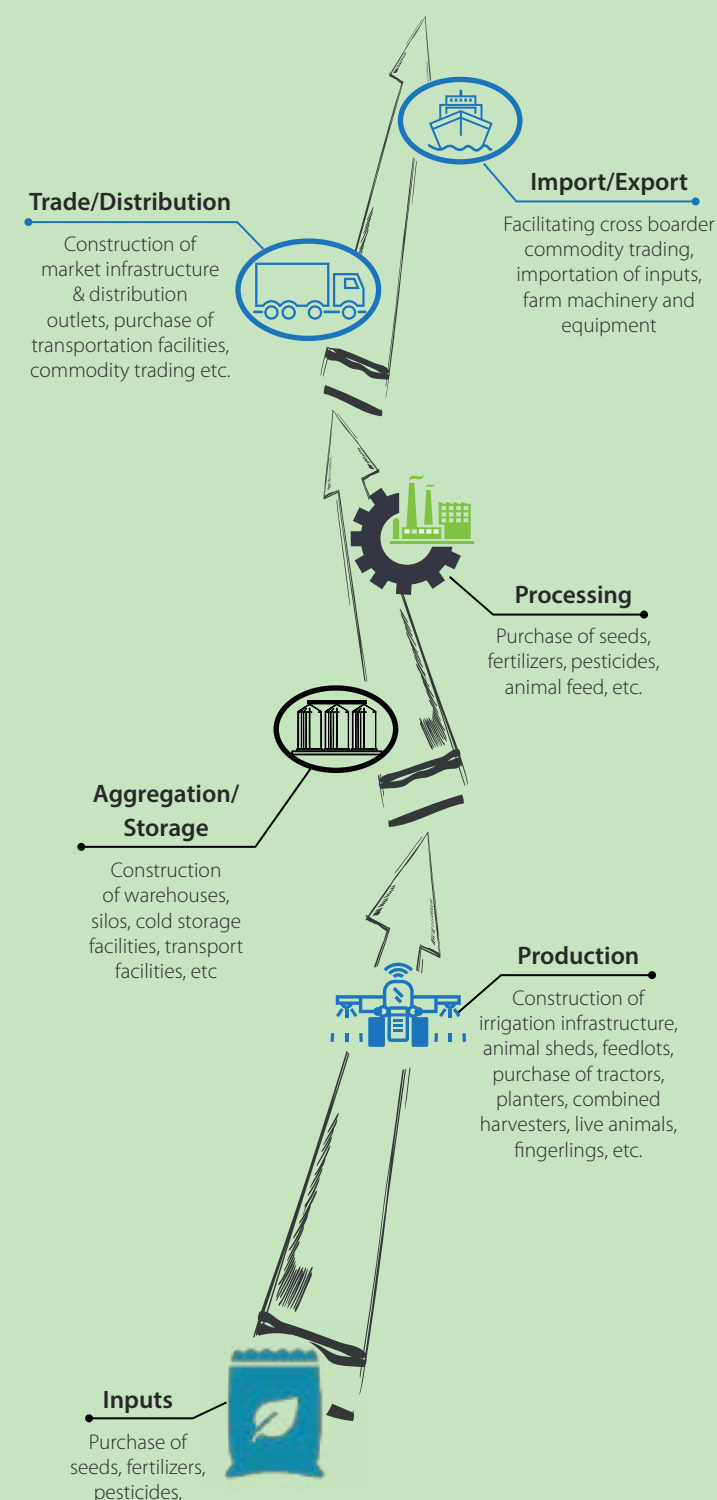 Import/Export
Facilitating cross boarder
commodity trading,
importation of inputs,
farm machinery and
equipment
Trade/Distribution
Construction of
market infrastructure
& distribution
outlets, purchase of
transportation facilities,
commodity trading etc.
Processing
Purchase of seeds,
fertilizers, pesticides,
animal feed, etc.
Aggregation/
Storage
Construction
of warehouses,
silos, cold storage
facilities, transport
facilities, etc
Production
Construction of
irrigation infrastructure,
animal sheds, feedlots,
purchase of tractors,
planters, combined
harvesters, live animals,
fingerlings, etc.
Inputs
Purchase of
seeds, fertilizers,
pesticides,